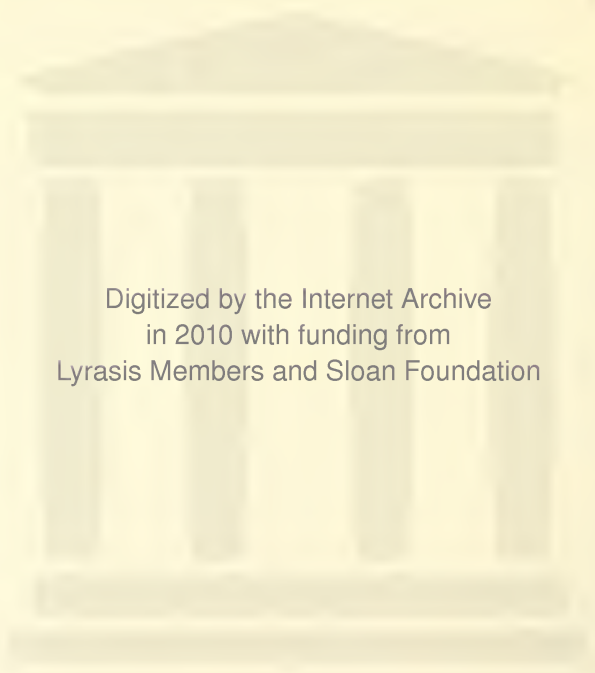 Digitized by the Internet Archive
in 2010 with funding from
Lyrasis Members and Sloan Foundation